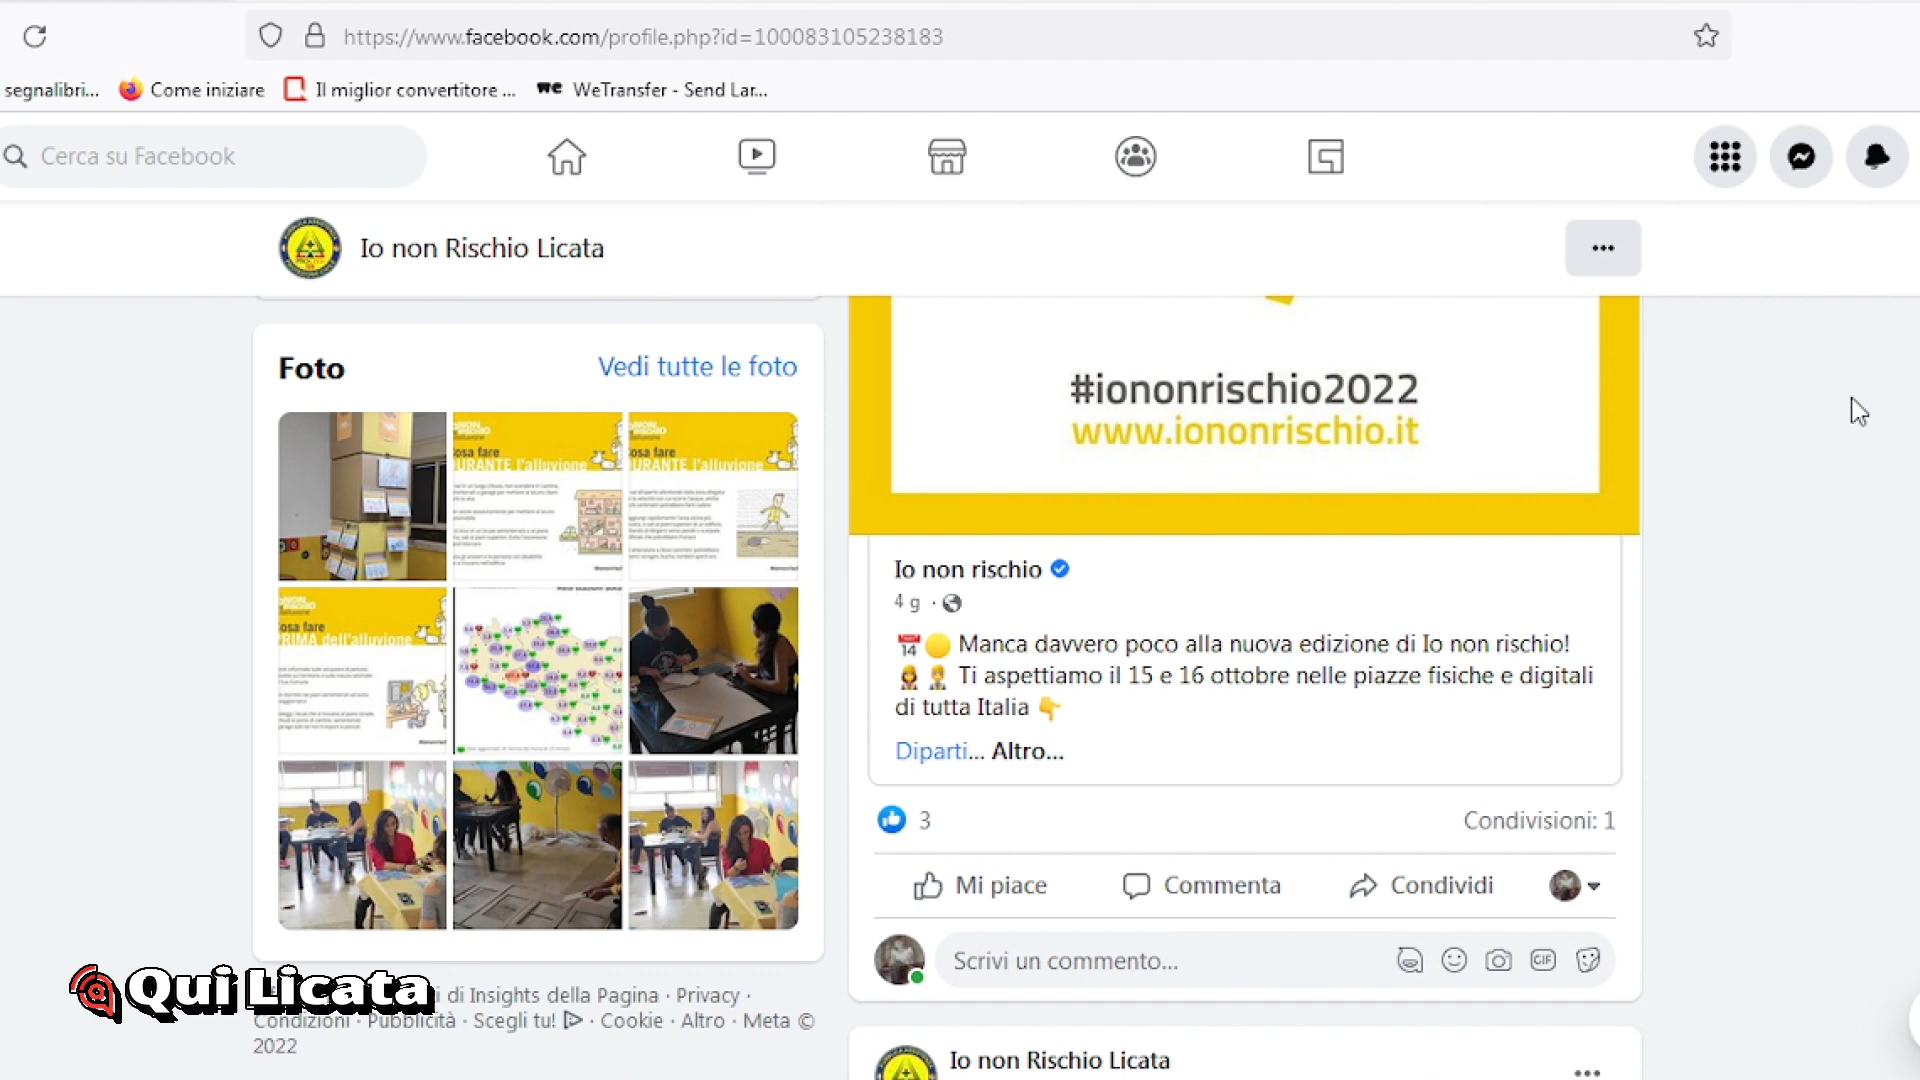 https://www.facebook.com/profile.php?id=100083105238183
segnalibri... Come iniziare Il miglior convertitore ... WeTransfer - Send Lar...
Cerca su Facebook
Io non Rischio Licata
Foto
Vedi tutte le foto
DURANTE l'alluvione
#iononrischio2022
www.iononrischio.it
Io non rischio
4 g ·
Manca davvero poco alla nuova edizione di Io non rischio!
Ti aspettiamo il 15 e 16 ottobre nelle piazze fisiche e digitali
di tutta Italia
Diparti... Altro...
3
Condivisioni: 1
Mi piace Commenta Condividi
Scrivi un commento...
GIF
Qui Licata
i di Insights della Pagina · Privacy ·
Condizioni · Pubblicità · Scegli tu! · Cookie · Altro · Meta ©
2022
Io non Rischio Licata